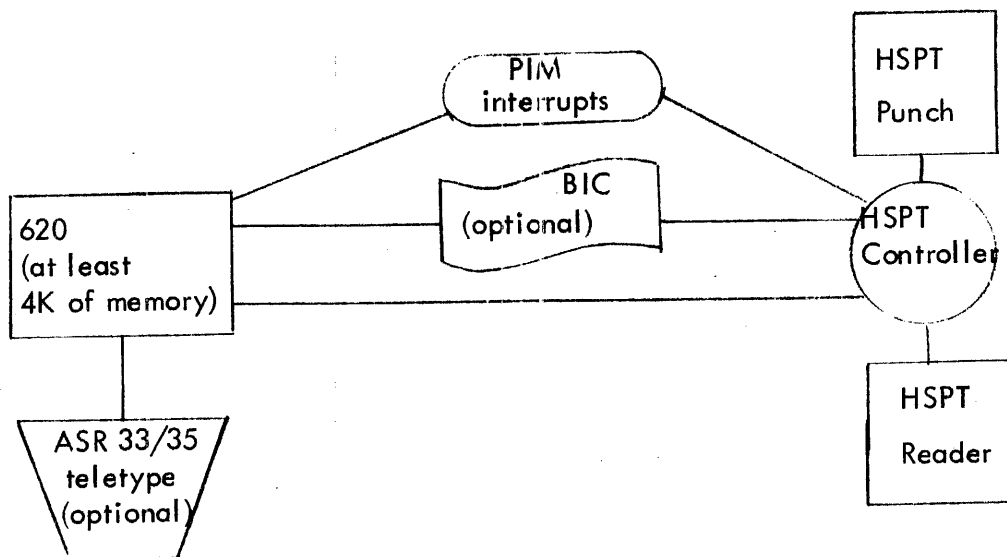 PIM
interrupts
HSPT
Punch
BIC
(optional)
620
(at least
4K of memory)
HSPT
Controller
ASR 33/35
teletype
(optional)
HSPT
Reader